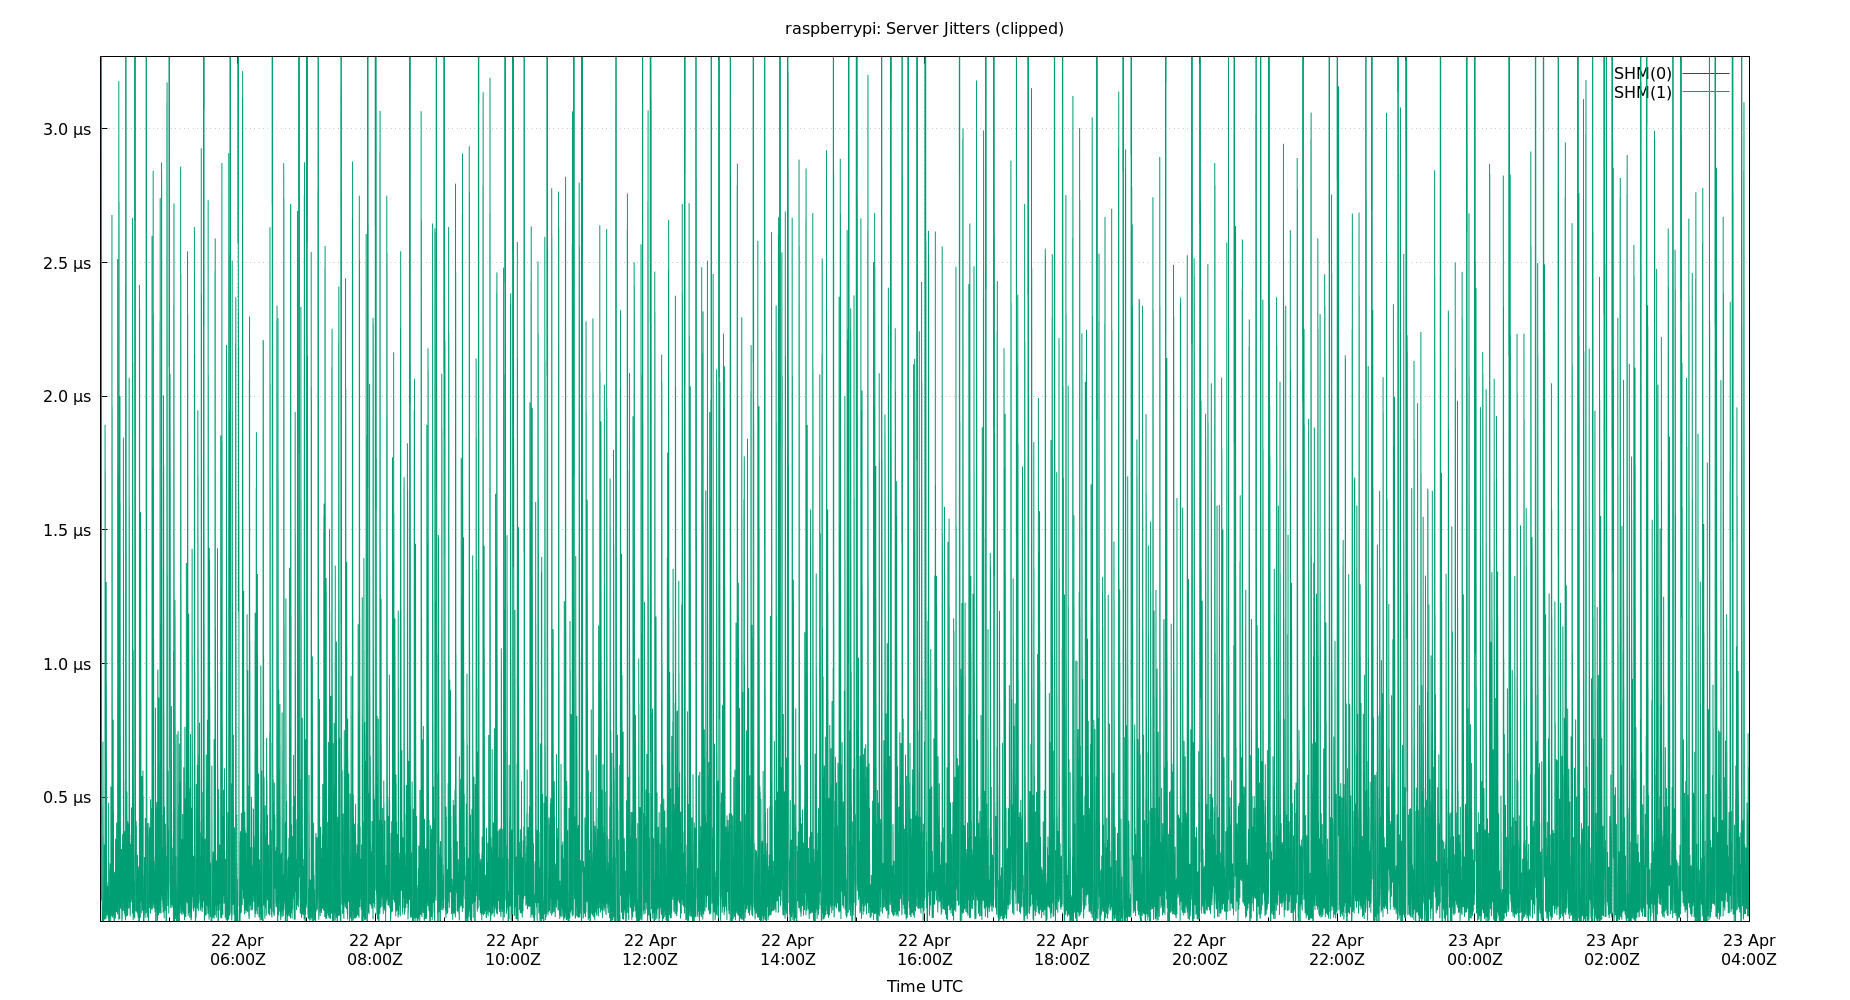 raspberrypi: Server Jitters (clipped)
SHM(0)
SHM(1)
3.0 µs
2.5 µs
2.0 µs
1.5 µs
1.0 µs
0.5 µs
22 Apr 22 Apr 22 Apr 22 Apr 22 Apr 22 Apr 22 Apr 22 Apr 22 Apr 23 Apr 23 Apr 23 Apr
06:00Z 08:00Z 10:00Z 12:00Z 14:00Z 16:00Z 18:00Z 20:00Z 22:00Z 00:00Z 02:00Z 04:00Z
Time UTC